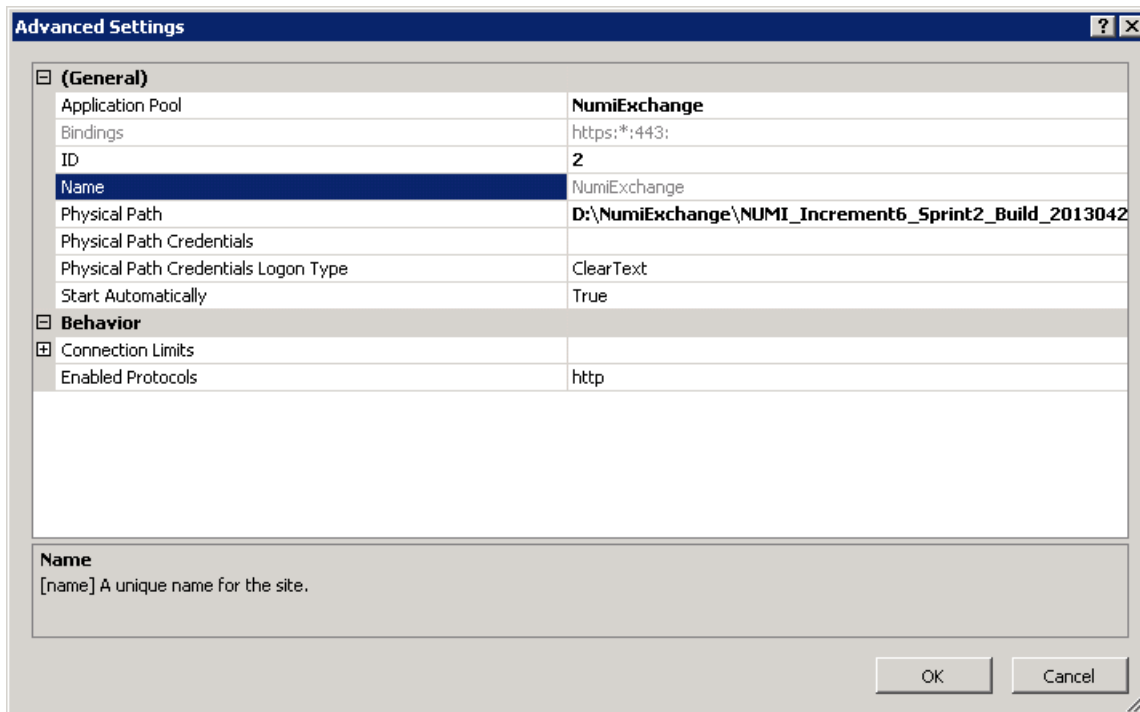 Advanced Settings
(General)
Application Pool NumiExchange
Bindings https:*:443:
ID 2
Name NumiExchange
Physical Path D:\NumiExchange\NUMI_Increment6_Sprint2_Build_2013042
Physical Path Credentials
Physical Path Credentials Logon Type ClearText
Start Automatically True
Behavior
Connection Limits
Enabled Protocols http
Name
[name] A unique name for the site.
OK Cancel